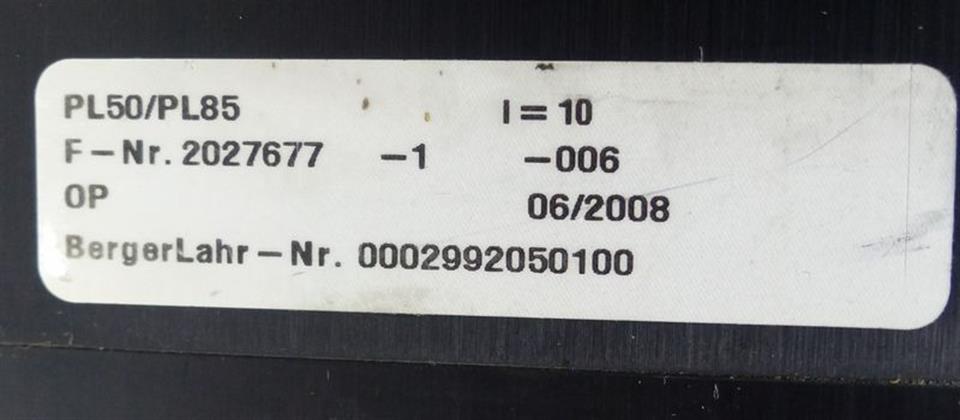 PL50/PL85 I = 10
F-Nr. 2027677 -1 -006
OP 06/2008
BergerLahr-Nr. 0002992050100